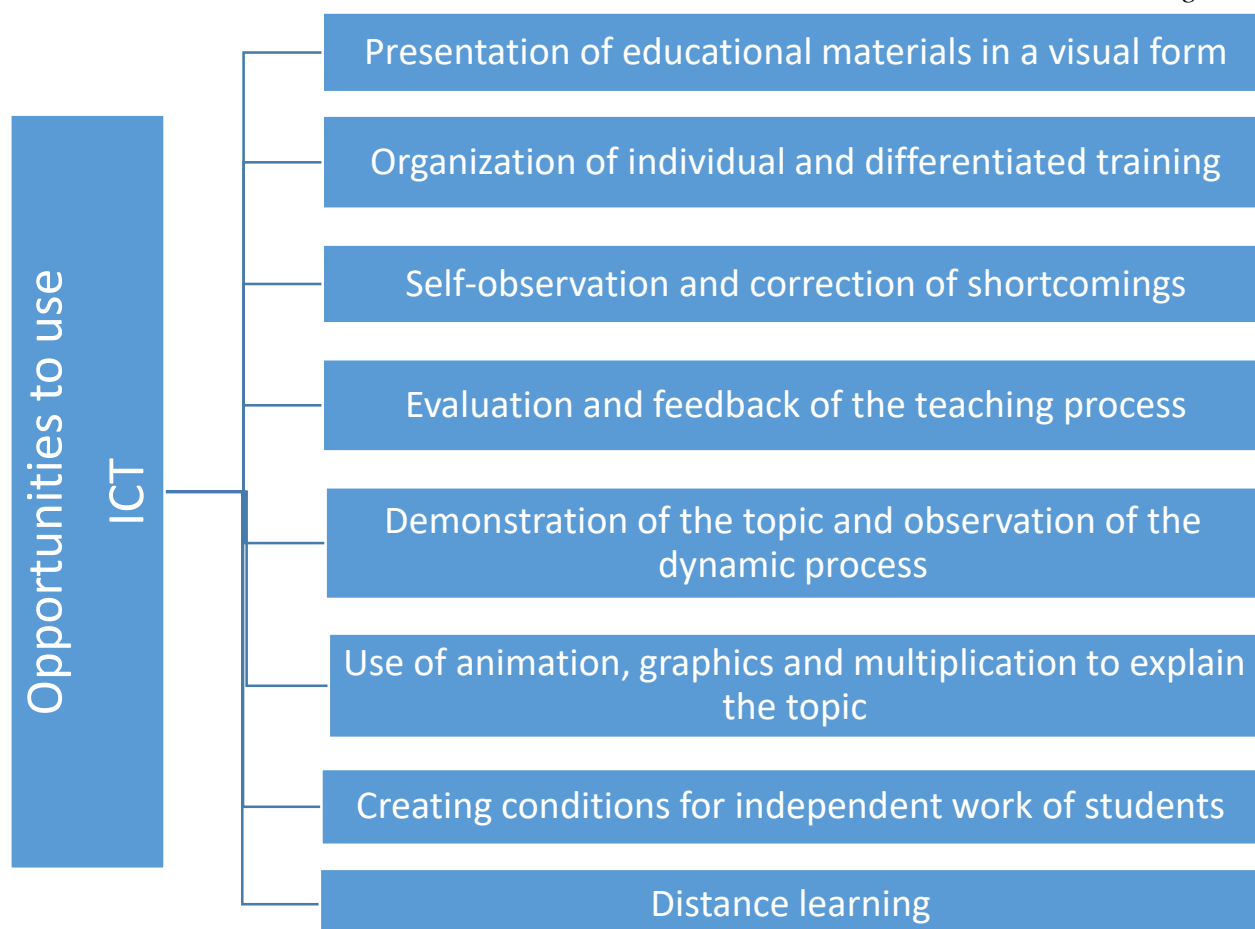 Presentation of educational materials in a visual form
Organization of individual and differentiated training
Self-observation and correction of shortcomings
Evaluation and feedback of the teaching process
Demonstration of the topic and observation of the
dynamic process
Use of animation, graphics and multiplication to explain
the topic
Creating conditions for independent work of students
Distance learning
Opportunities to use
ICT